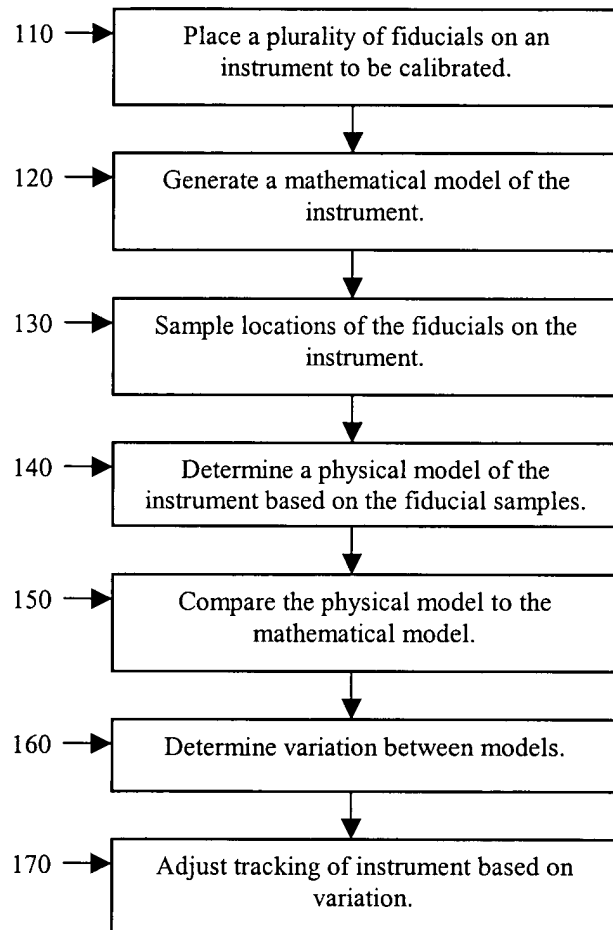 110
Place a plurality of fiducials on an
instrument to be calibrated.
120
Generate a mathematical model of the
instrument.
130
Sample locations of the fiducials on the
instrument.
140
Determine a physical model of the
instrument based on the fiducial samples.
150
Compare the physical model to the
mathematical model.
160
Determine variation between models.
170
Adjust tracking of instrument based on
variation.